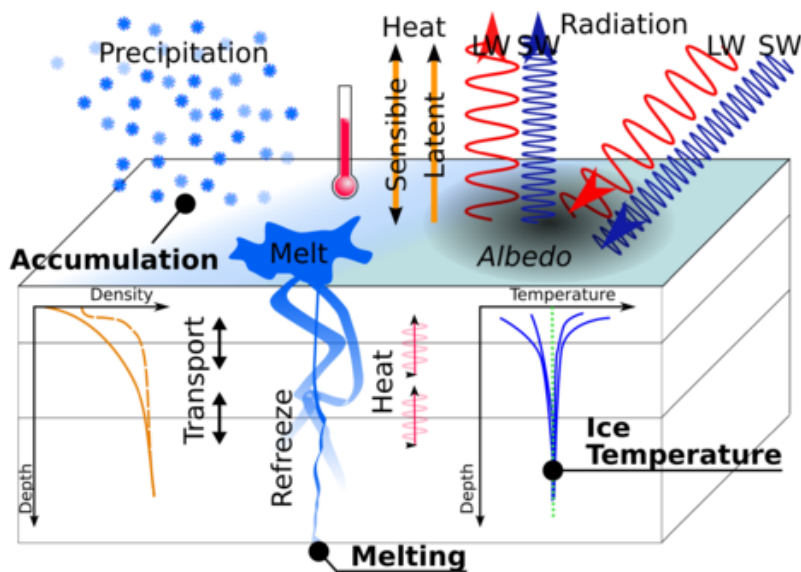 Precipitation
Heat
Radiation
LW SW
LW SW
Sensible
Latent
Accumulation
Melt
Albedo
Density
Temperature
Transport
Refreeze
Heat
Ice
Temperature
Depth
Depth
Melting